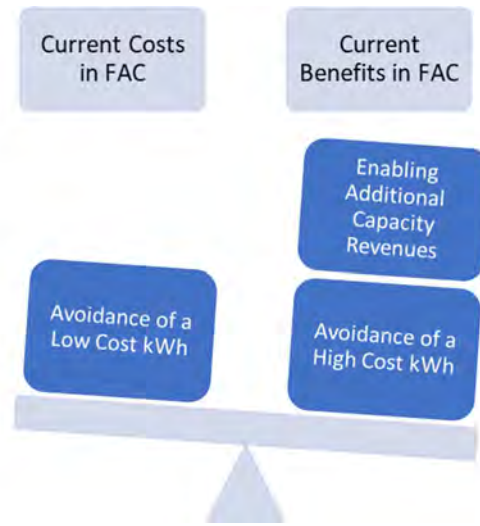 Current Costs
in FAC
Current
Benefits in FAC
Enabling
Additional
Capacity
Revenues
Avoidance of a
Low Cost kWh
Avoidance of a
High Cost kWh